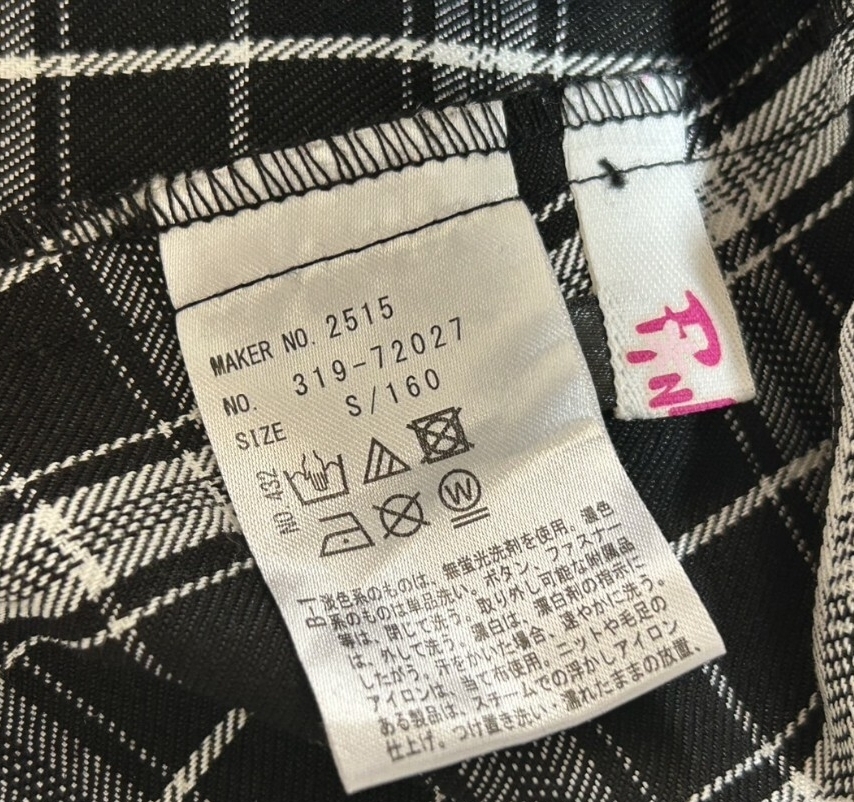 MAKER NO. 2515
NO. 319-72027
SIZE S/160
NO 432
W
B-1
淡色系のものは、無蛍光洗剤を使用。濃色
系のものは単品洗い。ボタン、ファスナー
等は、閉じて洗う。取り外し可能な附属品
は、外して洗う。漂白は、漂白剤の指示に
したがう。汗をかいた場合、速やかに洗う。
アイロンは、当て布使用。ニットや毛足の
ある製品は、スチームでの浮かしアイロン
仕上げ。つけ置き洗い・濡れたままの放置、